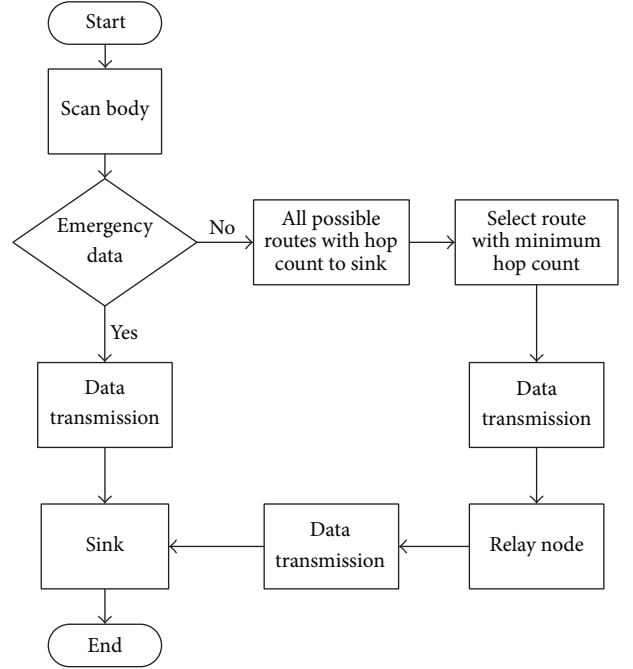 Start
Scan body
Emergency
data
No
All possible
routes with hop
count to sink
Select route
with minimum
hop count
Yes
Data
transmission
Data
transmission
Sink
Data
transmission
Relay node
End